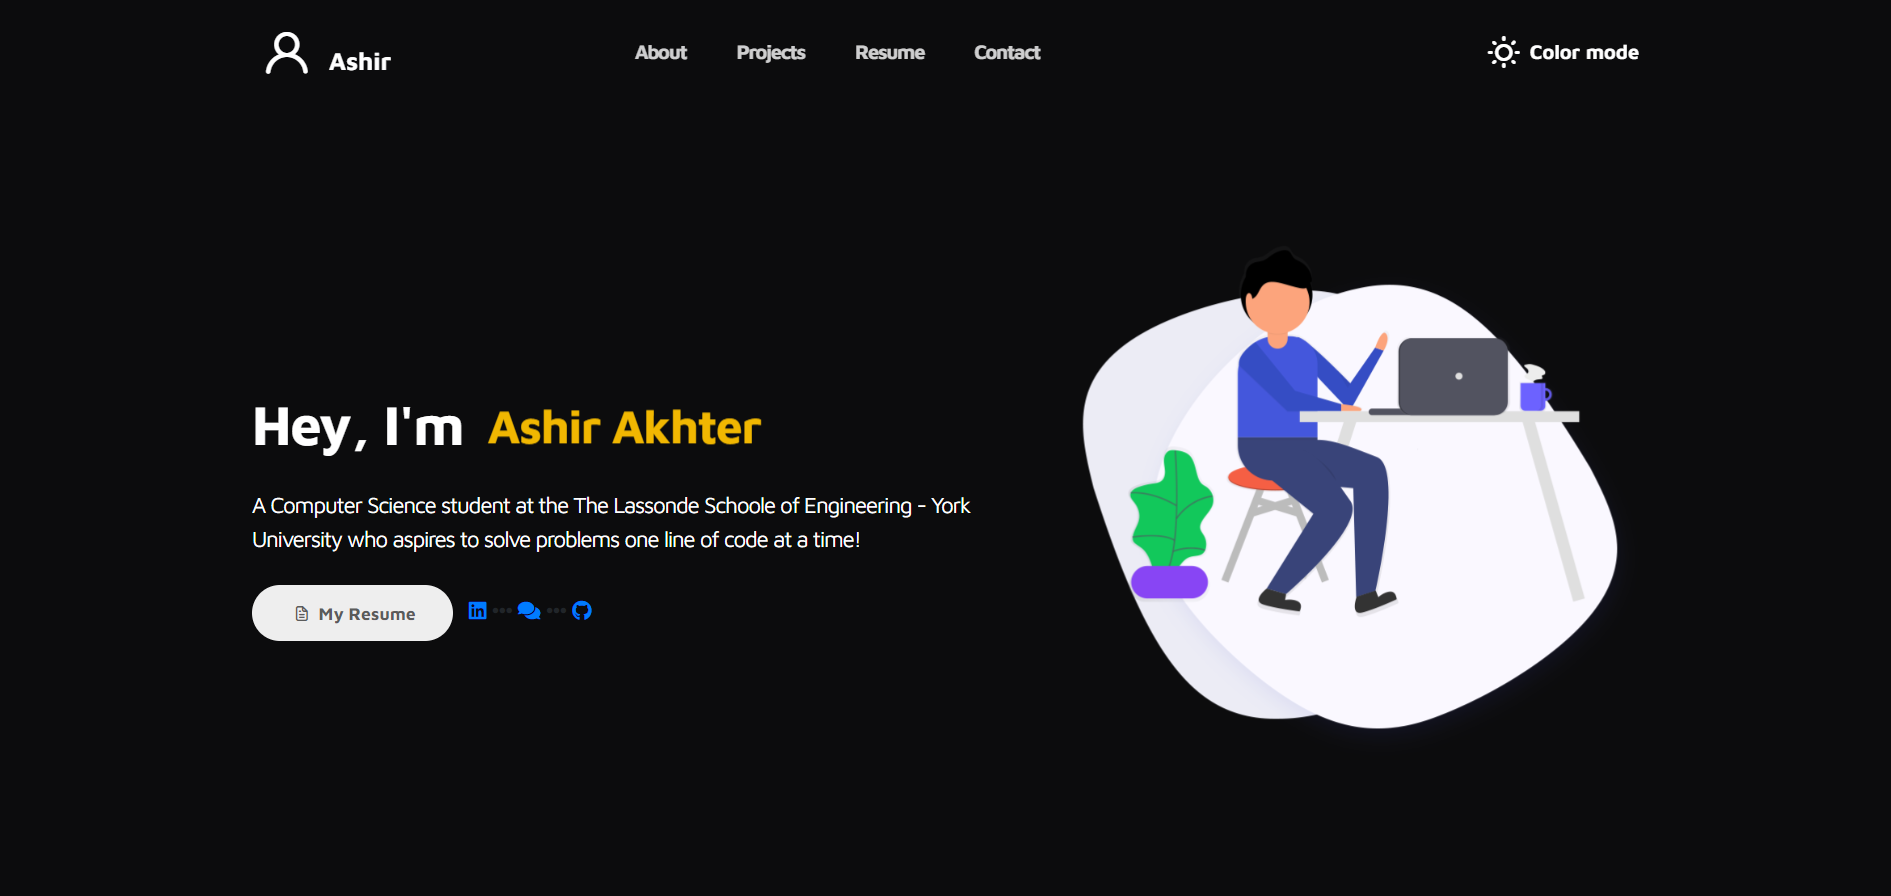 Ashir
About
Projects
Resume
Contact
Color mode
Hey, I'm Ashir Akhter
A Computer Science student at the The Lassonde Schoole of Engineering - York
University who aspires to solve problems one line of code at a time!
My Resume
in